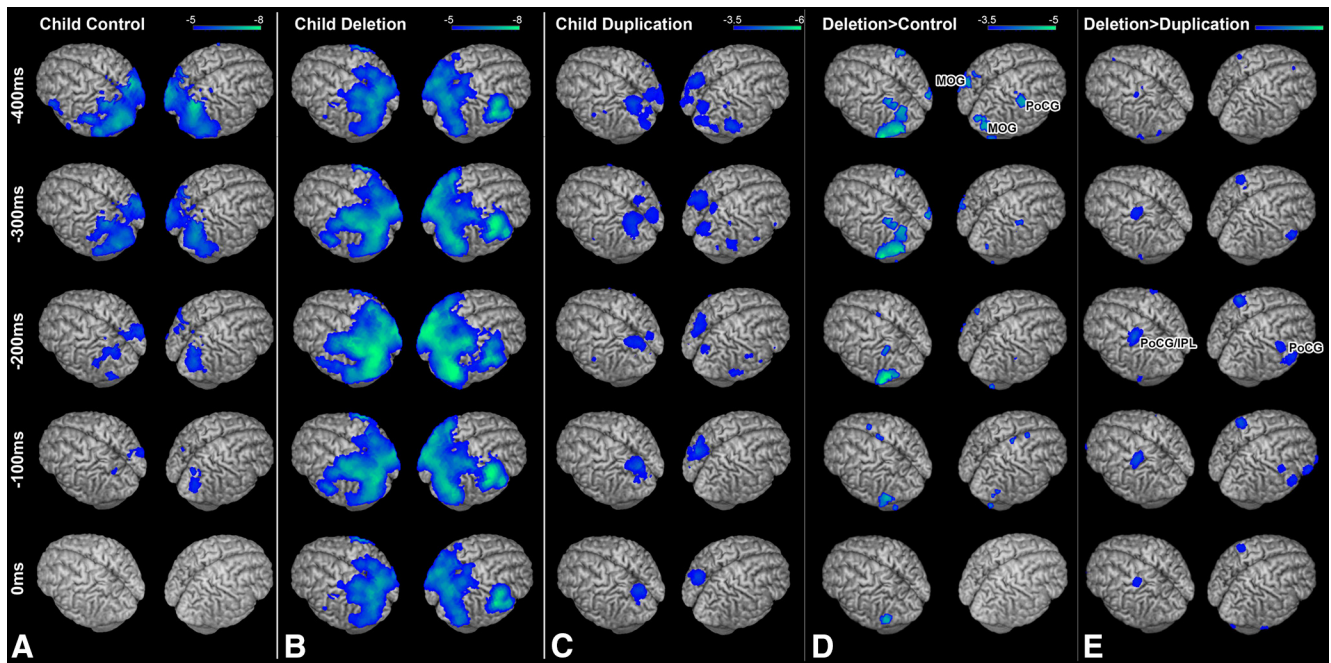 Child Control -5 -8
Child Deletion -5 -8
Child Duplication -3.5 -6
Deletion>Control -3.5 -5
Deletion>Duplication
-400ms
MOG
PoCG
MOG
-300ms
-200ms
PoCG/IPL
PoCG
-100ms
0ms
A B C D E